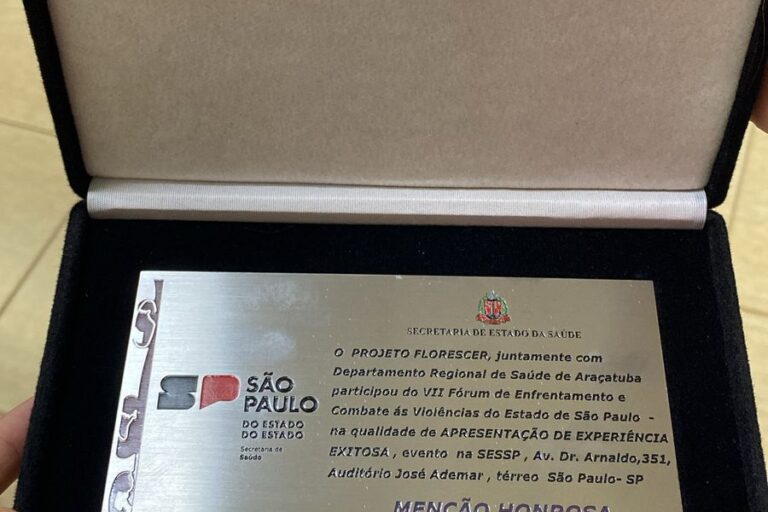 SECRETARIA DE ESTADO DA SAÚDE
O PROJETO FLORESCER, juntamente com
Departamento Regional de Saúde de Araçatuba
participou do VII Fórum de Enfrentamento e
Combate ás Violências do Estado de São Paulo -
na qualidade de APRESENTAÇÃO DE EXPERIÊNCIA
EXITOSA , evento na SESSP , Av. Dr. Arnaldo,351,
Auditório José Ademar , térreo São Paulo- SP
MENÇÃO HONROSA
SP
SÃO
PAULO
DO ESTADO
DO ESTADO
Secretaria de
Saúde